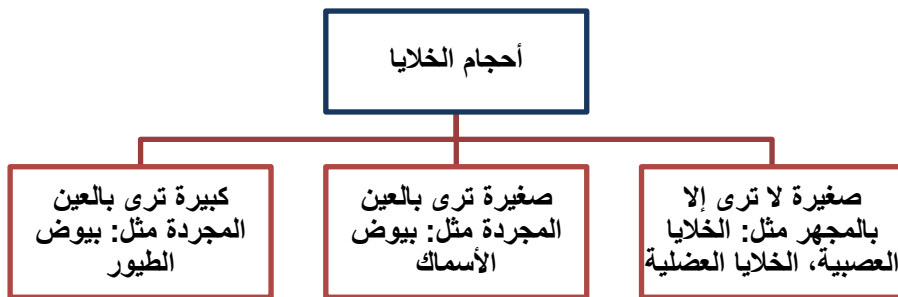 أحجام الخلايا
صغيرة لا ترى إلا
بالمجهر مثل: الخلايا
العصبية، الخلايا العضلية
صغيرة ترى بالعين
المجردة مثل: بيوض
الأسماك
كبيرة ترى بالعين
المجردة مثل: بيوض
الطيور